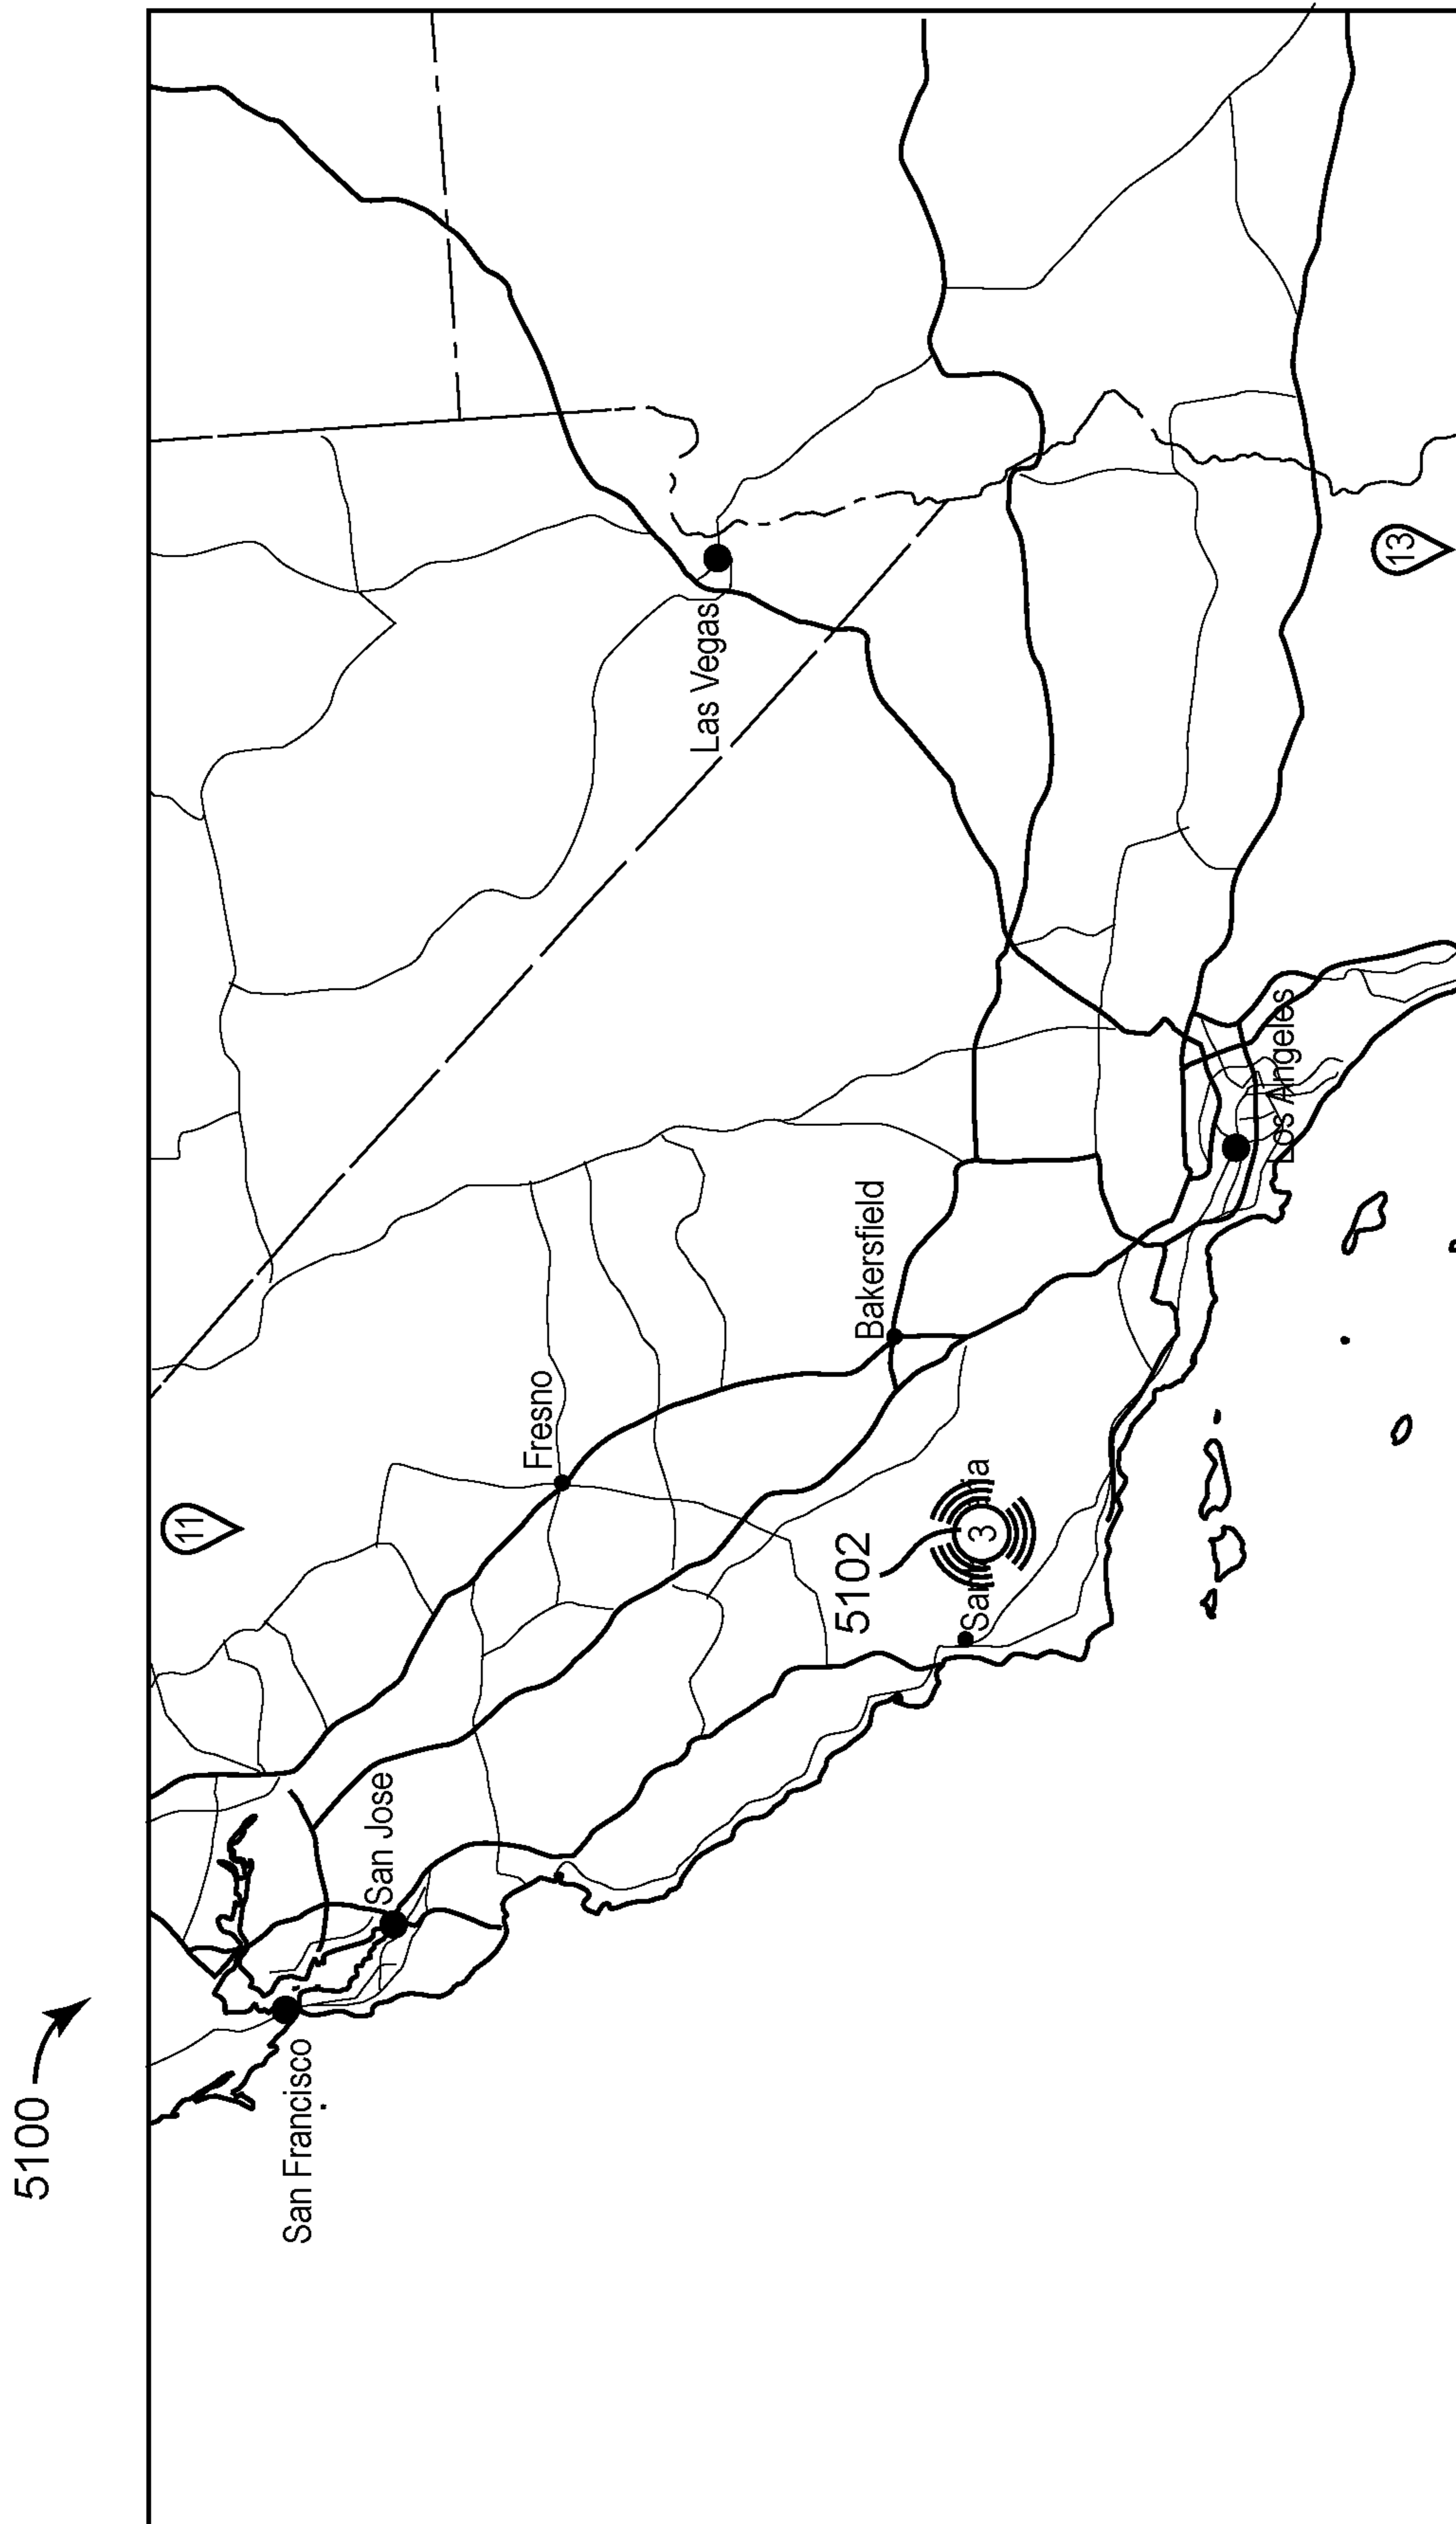 5100
11
San Francisco
San Jose
Fresno
Las Vegas
Bakersfield
5102
3
Los Angeles
13